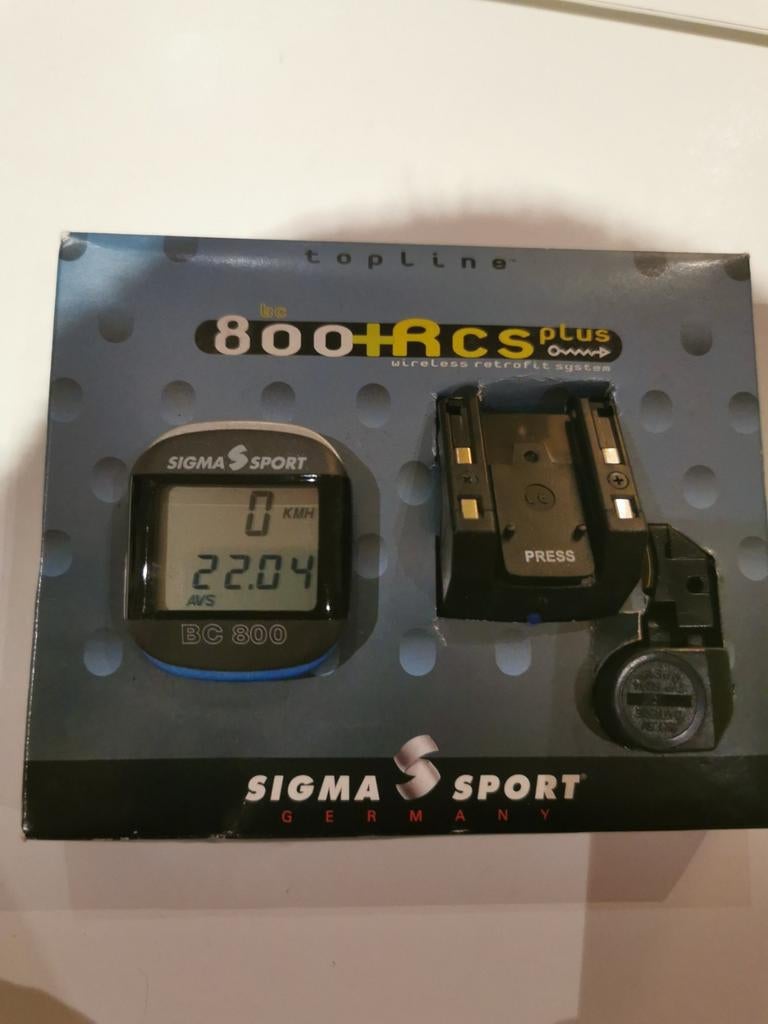 topline™
bc
800+RCS plus
wireless retrofit system
SIGMA SPORT
0 KMH
22.04
AVS
BC 800
PRESS
SIGMA SPORT®
GERMANY